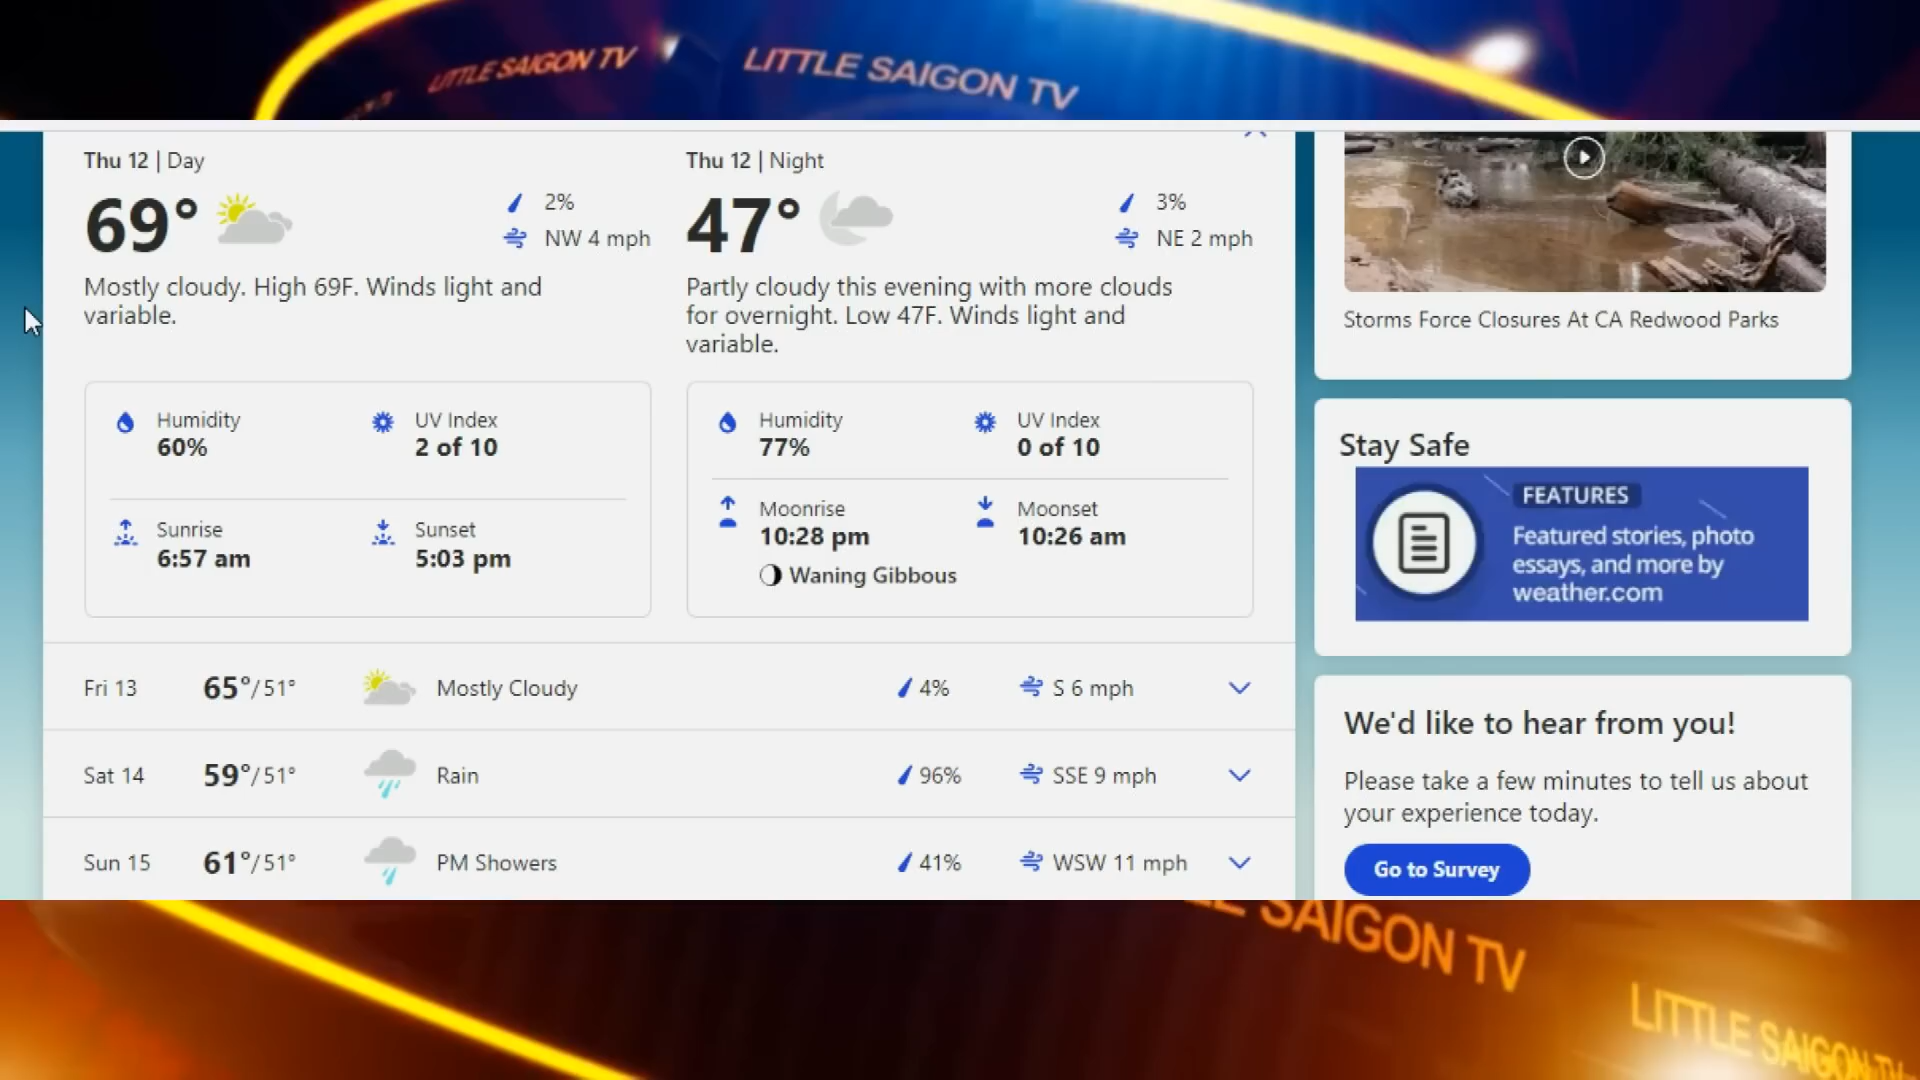 LITTLE SAIGON TV
LITTLE SAIGON TV
Thu 12 | Day
69°
2%
NW 4 mph
Mostly cloudy. High 69F. Winds light and
variable.
Humidity
60%
UV Index
2 of 10
Sunrise
6:57 am
Sunset
5:03 pm
Thu 12 | Night
47°
3%
NE 2 mph
Partly cloudy this evening with more clouds
for overnight. Low 47F. Winds light and
variable.
Humidity
77%
UV Index
0 of 10
Moonrise
10:28 pm
Moonset
10:26 am
Waning Gibbous
Fri 13 65°/51° Mostly Cloudy 4% S 6 mph
Sat 14 59°/51° Rain 96% SSE 9 mph
Sun 15 61°/51° PM Showers 41% WSW 11 mph
Storms Force Closures At CA Redwood Parks
Stay Safe
FEATURES
Featured stories, photo
essays, and more by
weather.com
We'd like to hear from you!
Please take a few minutes to tell us about
your experience today.
Go to Survey
SAIGON TV
LITTLE SAIGON TV